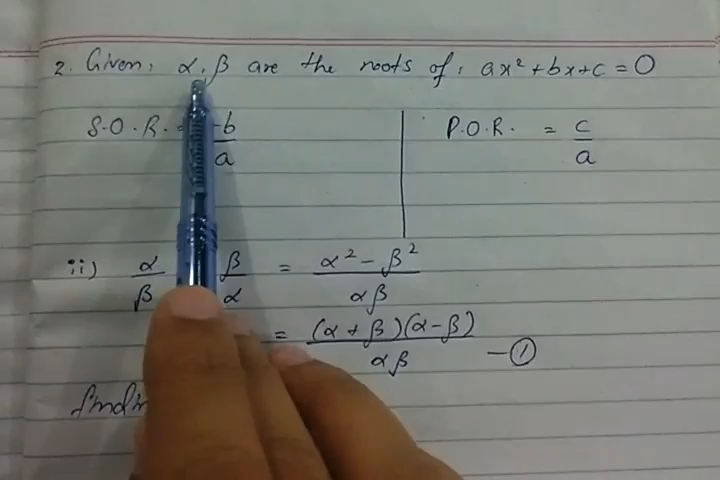 2. Given: α, β are the roots of: ax² + bx + c = 0
S.O.R. = -b/a P.O.R. = c/a
ii) α/β β/α = α² - β² / αβ
= (α + β)(α - β) / αβ - ①